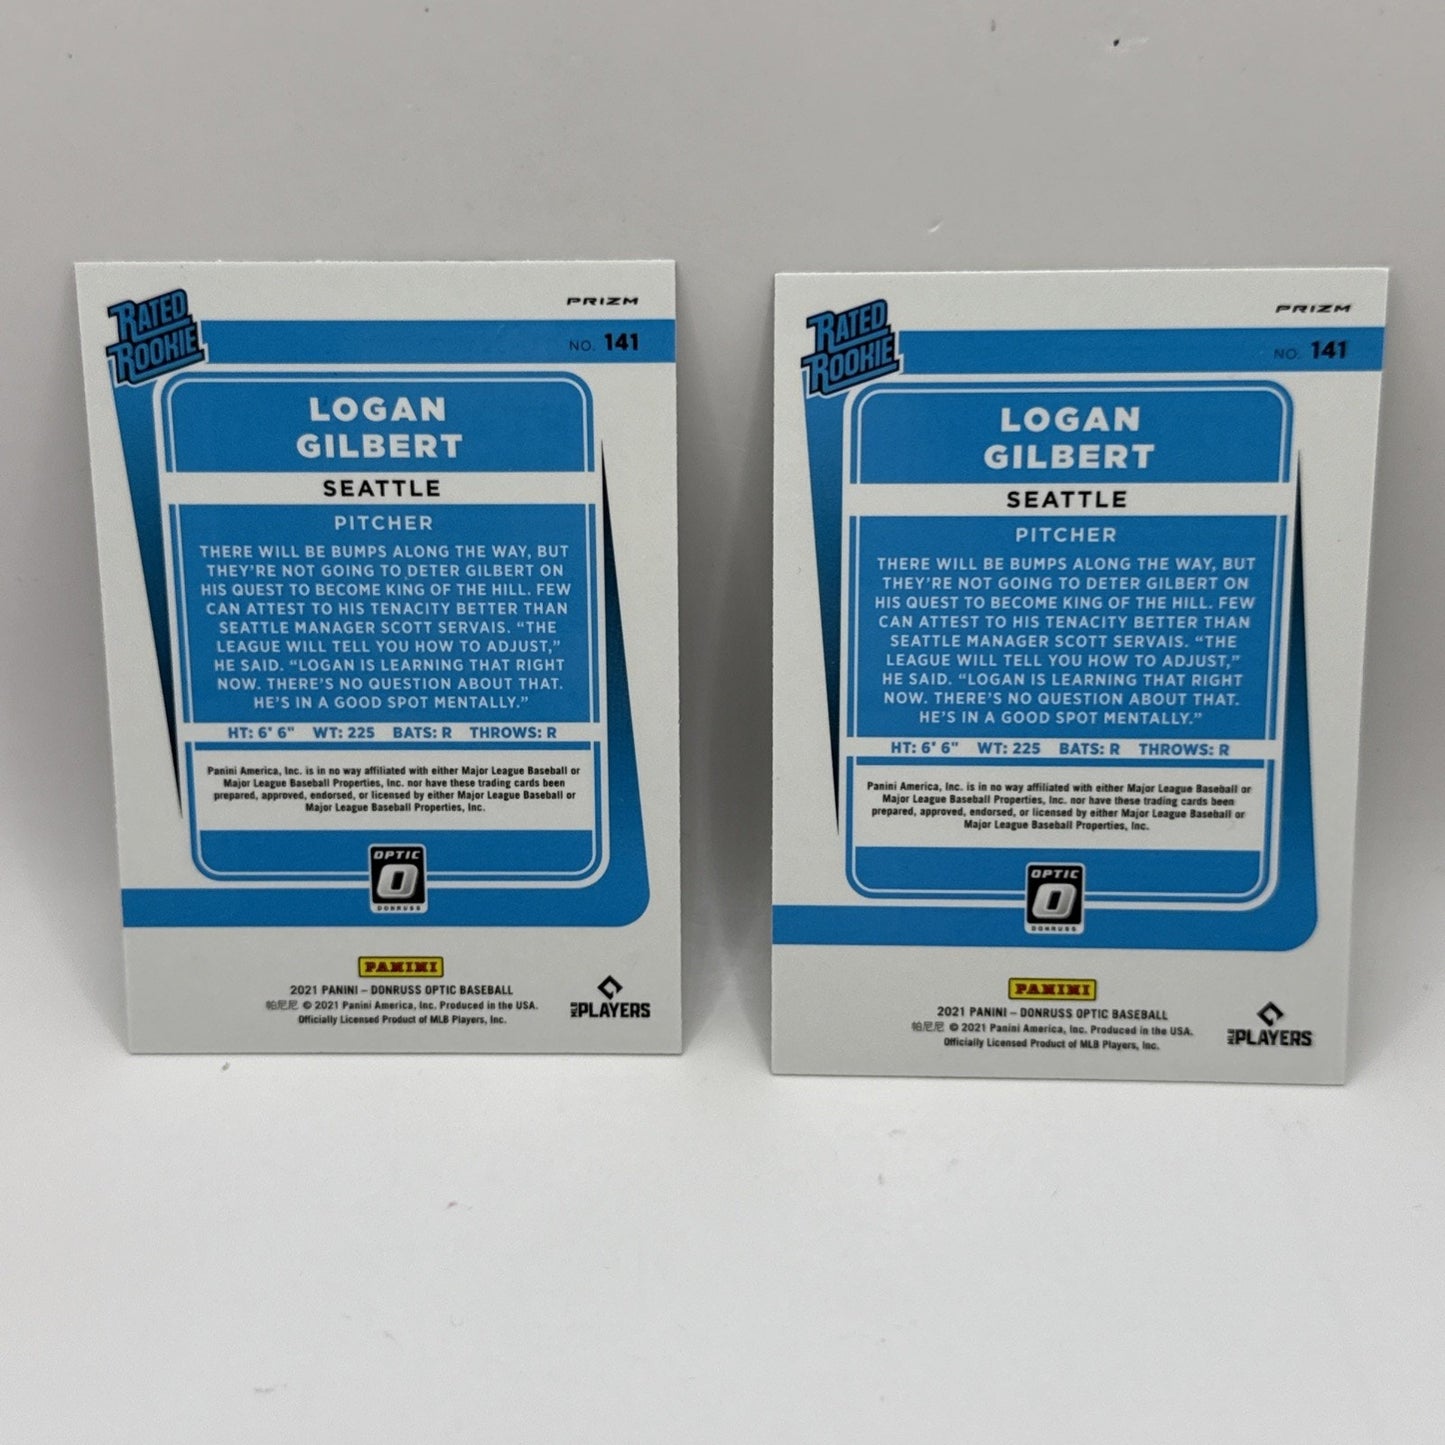 RATED
ROOKIE
PRIZM
NO. 141
LOGAN
GILBERT
SEATTLE
PITCHER
THERE WILL BE BUMPS ALONG THE WAY, BUT
THEY'RE NOT GOING TO DETER GILBERT ON
HIS QUEST TO BECOME KING OF THE HILL. FEW
CAN ATTEST TO HIS TENACITY BETTER THAN
SEATTLE MANAGER SCOTT SERVAIS. “THE
LEAGUE WILL TELL YOU HOW TO ADJUST,”
HE SAID. “LOGAN IS LEARNING THAT RIGHT
NOW. THERE'S NO QUESTION ABOUT THAT.
HE'S IN A GOOD SPOT MENTALLY.”
HT: 6' 6" WT: 225 BATS: R THROWS: R
Panini America, Inc. is in no way affiliated with either Major League Baseball or
Major League Baseball Properties, Inc. nor have these trading cards been
prepared, approved, endorsed, or licensed by either Major League Baseball or
Major League Baseball Properties, Inc.
OPTIC
O
DONRUSS
PANINI
2021 PANINI – DONRUSS OPTIC BASEBALL
帕尼尼 © 2021 Panini America, Inc. Produced in the USA.
Officially Licensed Product of MLB Players, Inc.
MLB PLAYERS
RATED
ROOKIE
PRIZM
NO. 141
LOGAN
GILBERT
SEATTLE
PITCHER
THERE WILL BE BUMPS ALONG THE WAY, BUT
THEY'RE NOT GOING TO DETER GILBERT ON
HIS QUEST TO BECOME KING OF THE HILL. FEW
CAN ATTEST TO HIS TENACITY BETTER THAN
SEATTLE MANAGER SCOTT SERVAIS. “THE
LEAGUE WILL TELL YOU HOW TO ADJUST,”
HE SAID. “LOGAN IS LEARNING THAT RIGHT
NOW. THERE'S NO QUESTION ABOUT THAT.
HE'S IN A GOOD SPOT MENTALLY.”
HT: 6' 6" WT: 225 BATS: R THROWS: R
Panini America, Inc. is in no way affiliated with either Major League Baseball or
Major League Baseball Properties, Inc. nor have these trading cards been
prepared, approved, endorsed, or licensed by either Major League Baseball or
Major League Baseball Properties, Inc.
OPTIC
O
DONRUSS
PANINI
2021 PANINI – DONRUSS OPTIC BASEBALL
帕尼尼 © 2021 Panini America, Inc. Produced in the USA.
Officially Licensed Product of MLB Players, Inc.
MLB PLAYERS